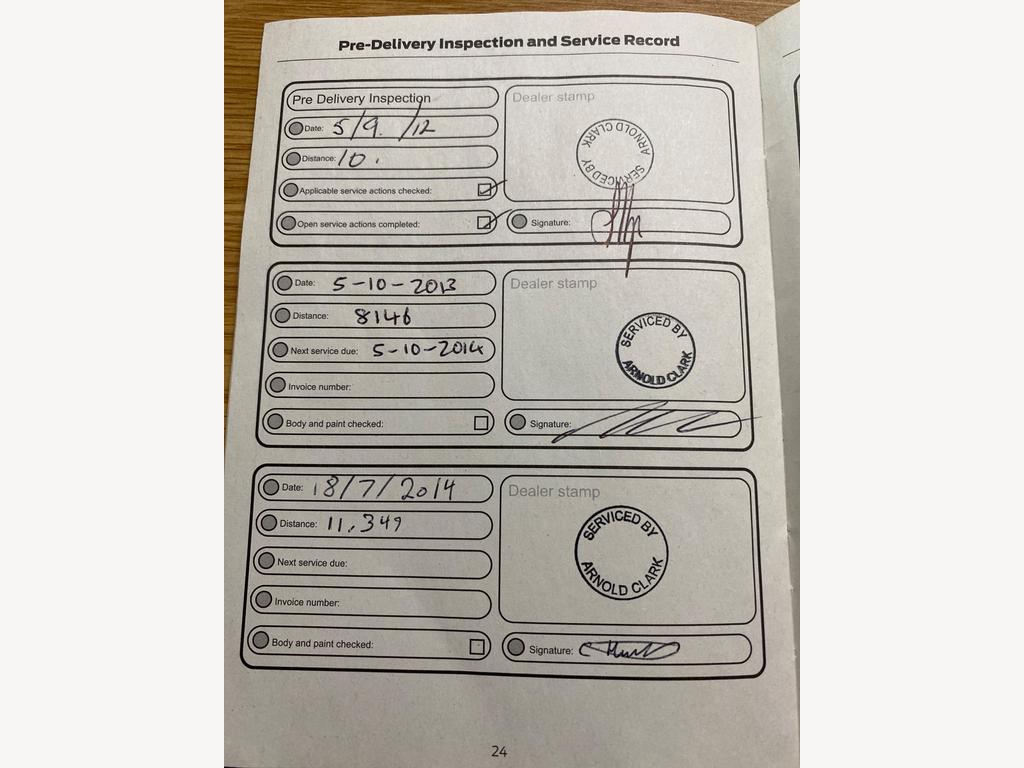 Pre-Delivery Inspection and Service Record
Pre Delivery Inspection
Date: 5/9/12
Distance: 10.
Applicable service actions checked:
Open service actions completed:
Dealer stamp
SERVICED BY
ARNOLD CLARK
Signature:
Date: 5-10-2013
Distance: 8146
Next service due: 5-10-2014
Invoice number:
Body and paint checked:
Dealer stamp
SERVICED BY
ARNOLD CLARK
Signature:
Date: 18/7/2014
Distance: 11,349
Next service due:
Invoice number:
Body and paint checked:
Dealer stamp
SERVICED BY
ARNOLD CLARK
Signature:
24